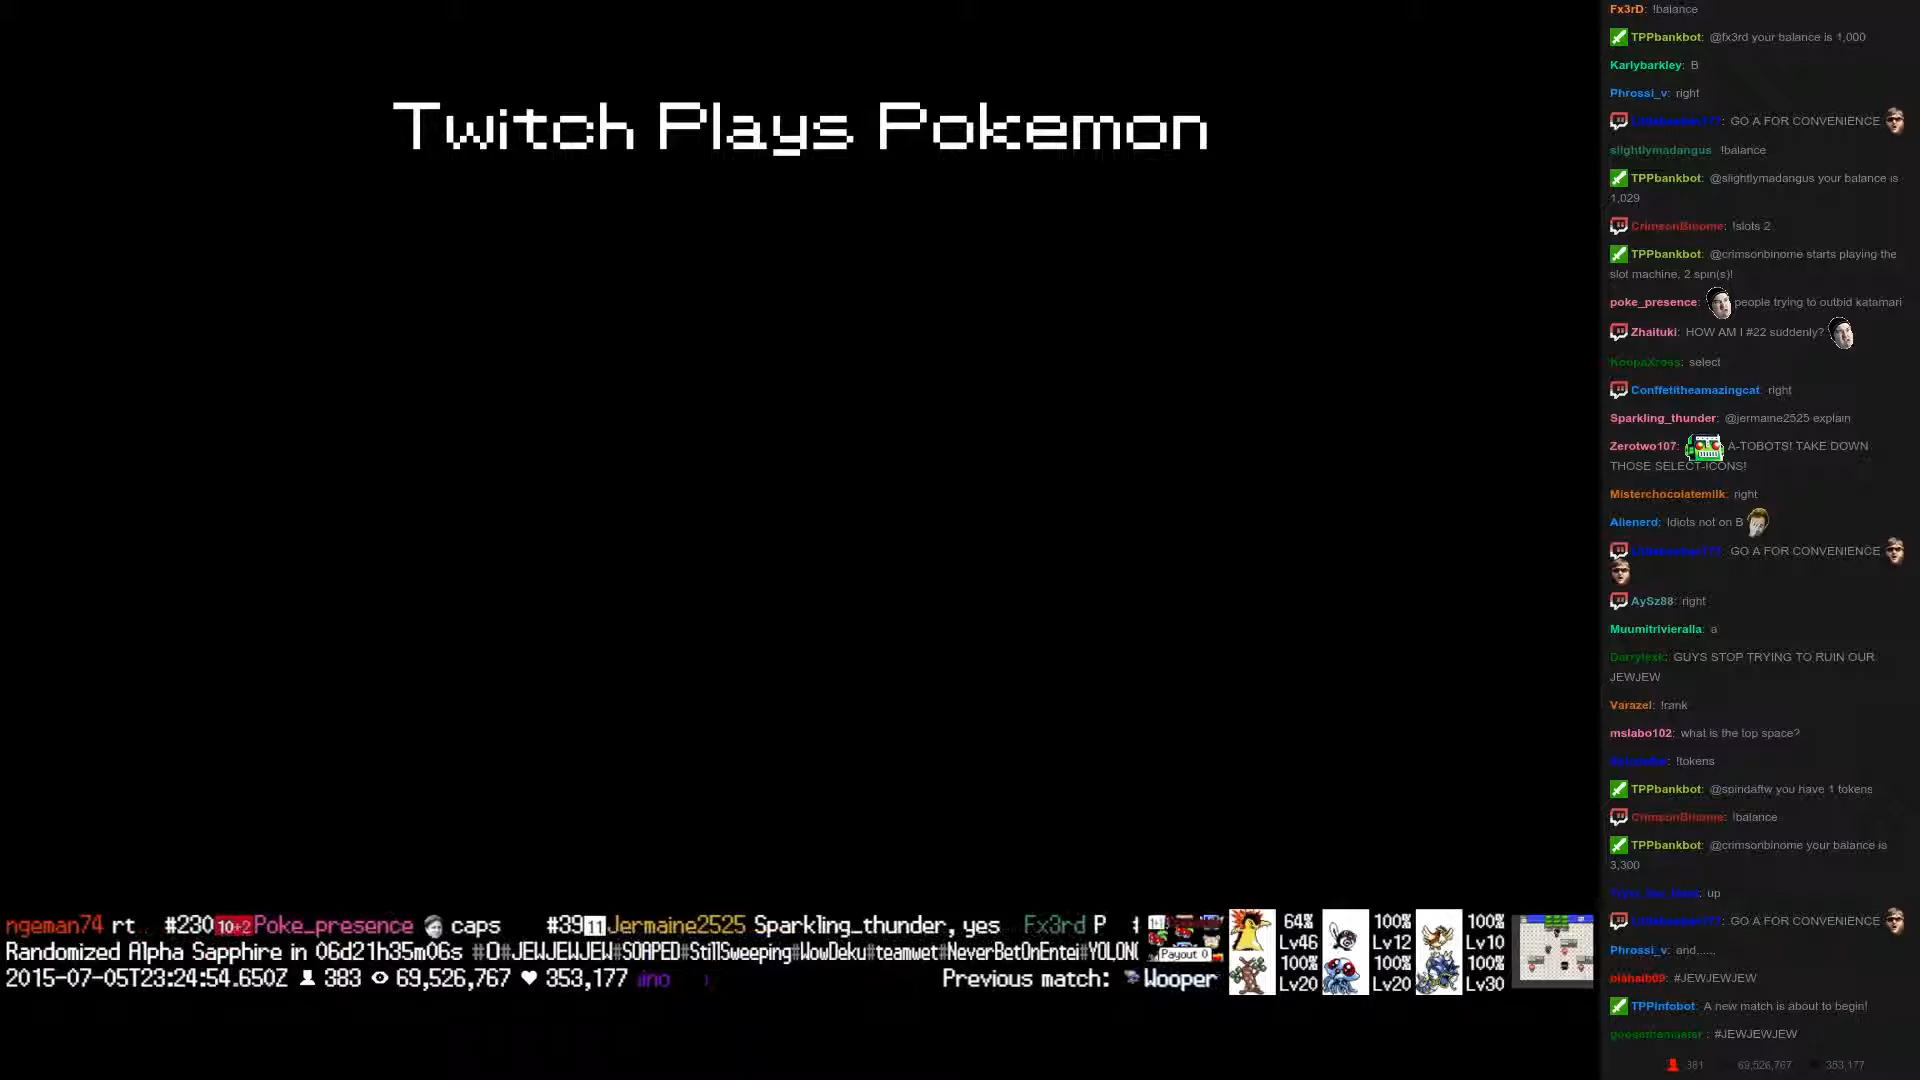 Twitch Plays Pokemon
ngeman74 rt.. #230 10+2 Poke_presence caps #39 11 Jermaine2525 Sparkling_thunder, yes Fx3rd P
Randomized Alpha Sapphire in 06d21h35m06s #JEWJEWJEW#SOAPED#StillSweeping#WowDeku#teamwet#NeverBetOnEntei#YOLON
2015-07-05T23:24:54.650Z 383 69,526,767 353,177
Previous match: Wooper
Payout 0
64% 100% 100%
Lv46 Lv12 Lv10
100% 100% 100%
Lv20 Lv20 Lv30
Fx3rD: !balance
TPPbankbot: @fx3rd your balance is 1,000
Karlybarkley: B
Phrossi_v: right
GO A FOR CONVENIENCE
slightlymadangus !balance
TPPbankbot: @slightlymadangus your balance is
1,029
CrimsonBinome: !slots 2
TPPbankbot: @crimsonbinome starts playing the
slot machine, 2 spin(s)!
poke_presence: people trying to outbid katamari
Zhaituki: HOW AM I #22 suddenly?
KoopaXross: select
Conffetitheamazingcat: right
Sparkling_thunder: @jermaine2525 explain
Zerotwo107: A-TOBOTS! TAKE DOWN
THOSE SELECT-ICONS!
Misterchocolatemilk: right
Alienerd: Idiots not on B
GO A FOR CONVENIENCE
AySz88: right
Muumitrivieralla: a
GUYS STOP TRYING TO RUIN OUR
JEWJEW
Varazel: !rank
mslabo102: what is the top space?
!tokens
TPPbankbot: @spindaftw you have 1 tokens
CrimsonBinome: !balance
TPPbankbot: @crimsonbinome your balance is
3,300
up
GO A FOR CONVENIENCE
Phrossi_v: and......
#JEWJEWJEW
TPPInfobot: A new match is about to begin!
#JEWJEWJEW
381 69,526,767 353,177